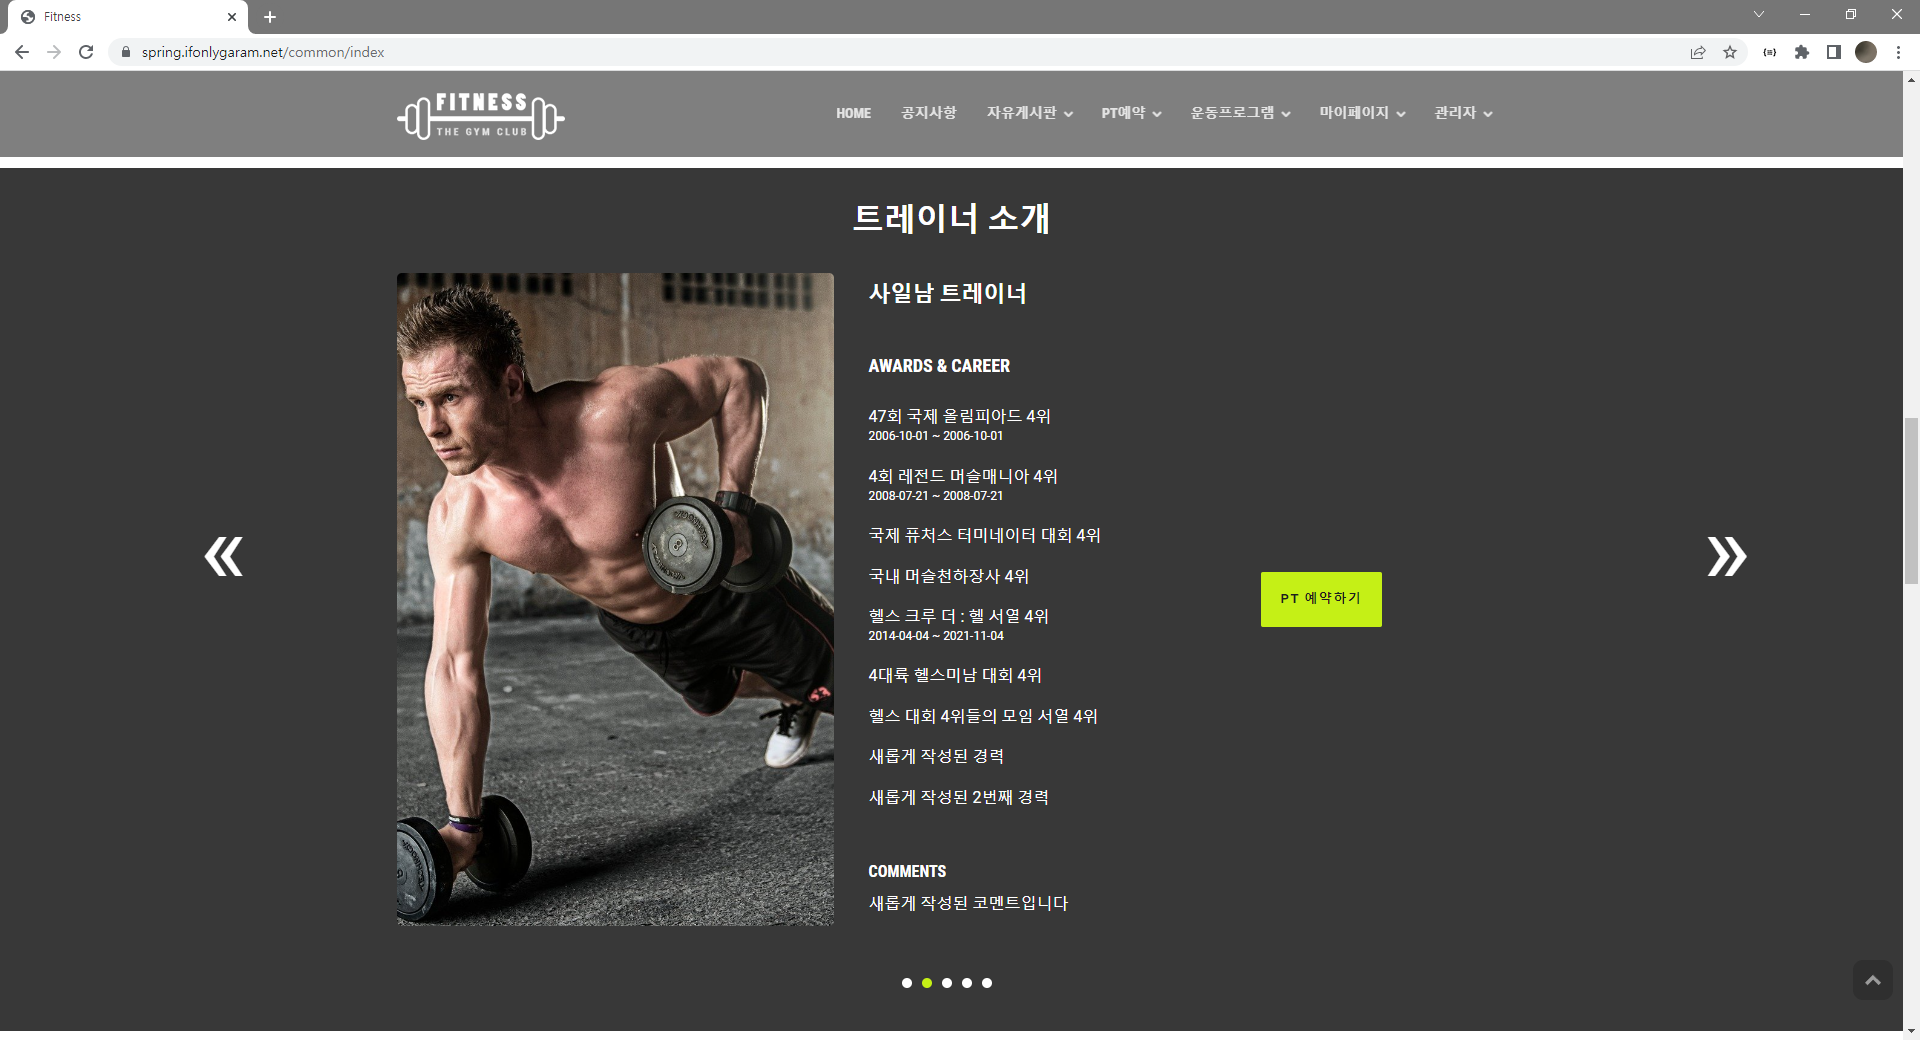 Fitness
spring.ifonlygaram.net/common/index
FITNESS
THE GYM CLUB
HOME 공지사항 자유게시판 PT예약 운동프로그램 마이페이지 관리자
트레이너 소개
사일남 트레이너
AWARDS & CAREER
47회 국제 올림피아드 4위
2006-10-01 ~ 2006-10-01
4회 레전드 머슬매니아 4위
2008-07-21 ~ 2008-07-21
국제 퓨처스 터미네이터 대회 4위
국내 머슬천하장사 4위
헬스 크루 더 : 헬 서열 4위
2014-04-04 ~ 2021-11-04
4대륙 헬스미남 대회 4위
헬스 대회 4위들의 모임 서열 4위
새롭게 작성된 경력
새롭게 작성된 2번째 경력
PT 예약하기
COMMENTS
새롭게 작성된 코멘트입니다